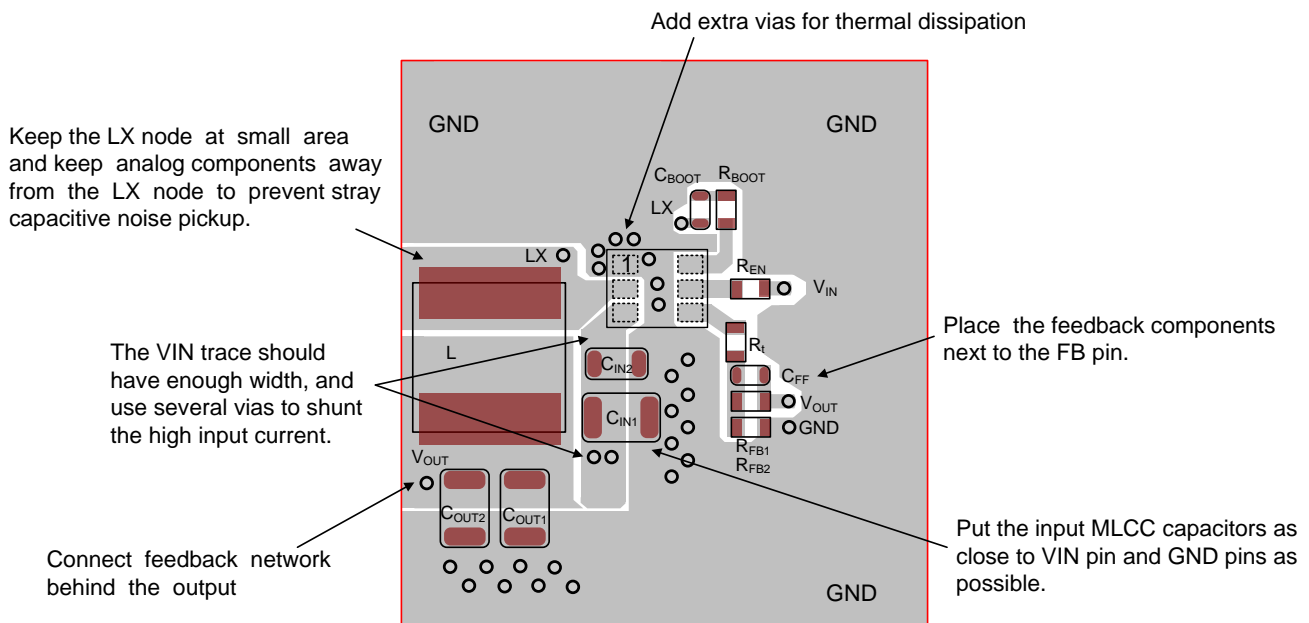 Add extra vias for thermal dissipation
GND
GND
Keep the LX node at small area
and keep analog components away
from the LX node to prevent stray
capacitive noise pickup.
CBOOT
RBOOT
LX
LX
1
REN
VIN
Place the feedback components
next to the FB pin.
The VIN trace should
have enough width, and
use several vias to shunt
the high input current.
L
Rt
CIN2
CFF
CIN1
VOUT
GND
RFB1
RFB2
VOUT
COUT2
COUT1
Put the input MLCC capacitors as
close to VIN pin and GND pins as
possible.
Connect feedback network
behind the output
GND